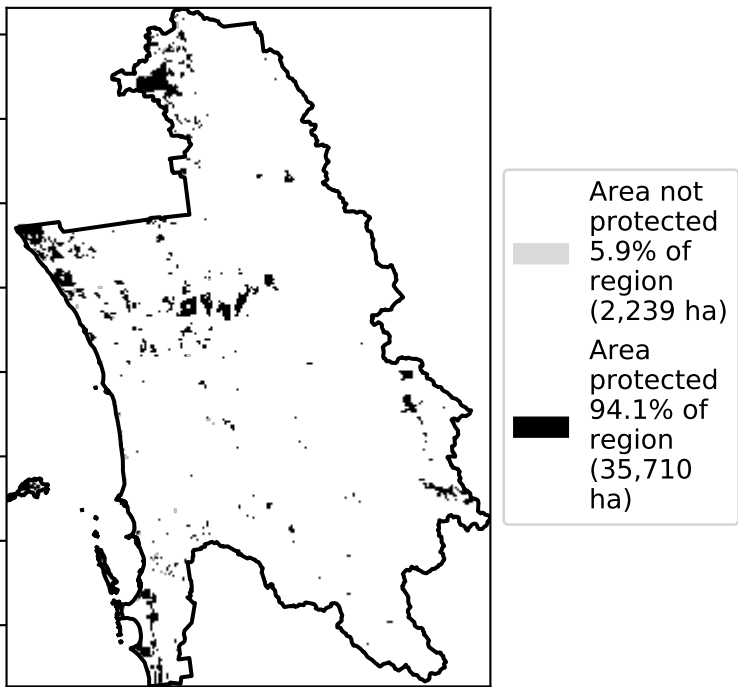 Area not
protected
5.9% of
region
(2,239 ha)
Area
protected
94.1% of
region
(35,710
ha)